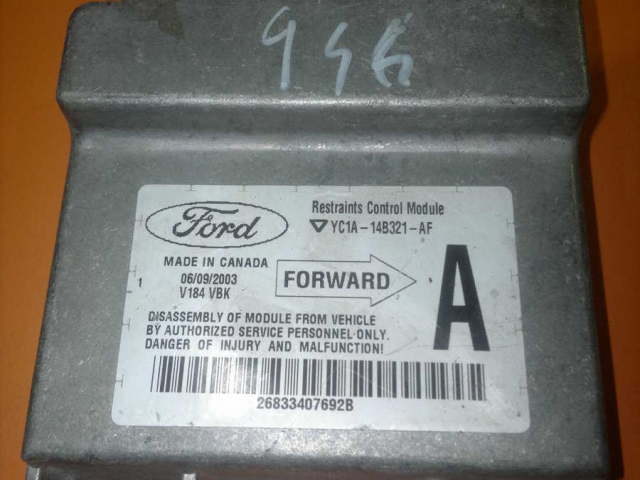 946
Ford
Restraints Control Module
YC1A-14B321-AF
MADE IN CANADA
06/09/2003
V184 VBK
1
FORWARD
A
DISASSEMBLY OF MODULE FROM VEHICLE
BY AUTHORIZED SERVICE PERSONNEL ONLY.
DANGER OF INJURY AND MALFUNCTION!
26833407692B